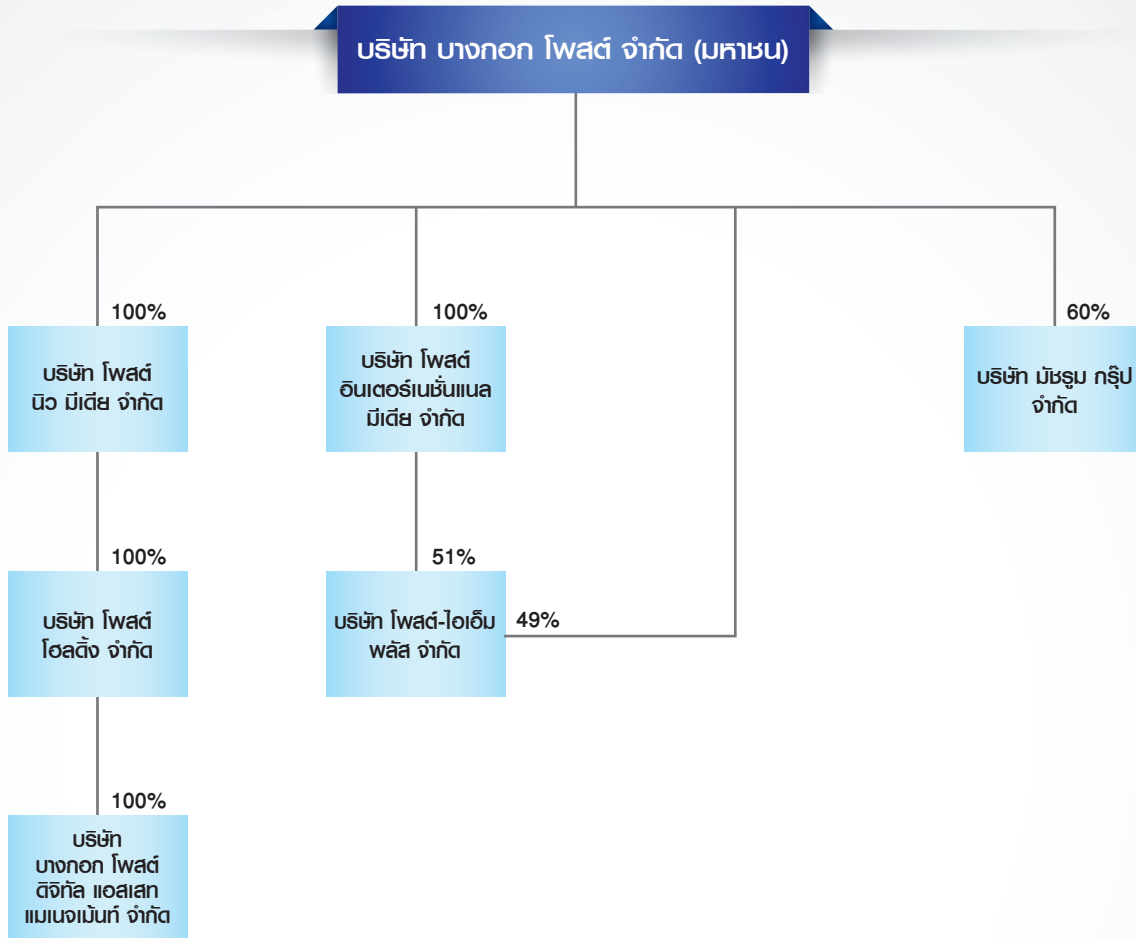 บริษัท บางกอก โพสต์ จำกัด (มหาชน)
100%
บริษัท โพสต์
นิว มีเดีย จำกัด
100%
บริษัท โพสต์
อินเตอร์เนชั่นแนล
มีเดีย จำกัด
60%
บริษัท มัชรูม กรุ๊ป
จำกัด
100%
บริษัท โพสต์
โฮลดิ้ง จำกัด
51%
บริษัท โพสต์-ไอเอ็ม
พลัส จำกัด
49%
100%
บริษัท
บางกอก โพสต์
ดิจิทัล แอสเสท
แมเนจเม้นท์ จำกัด